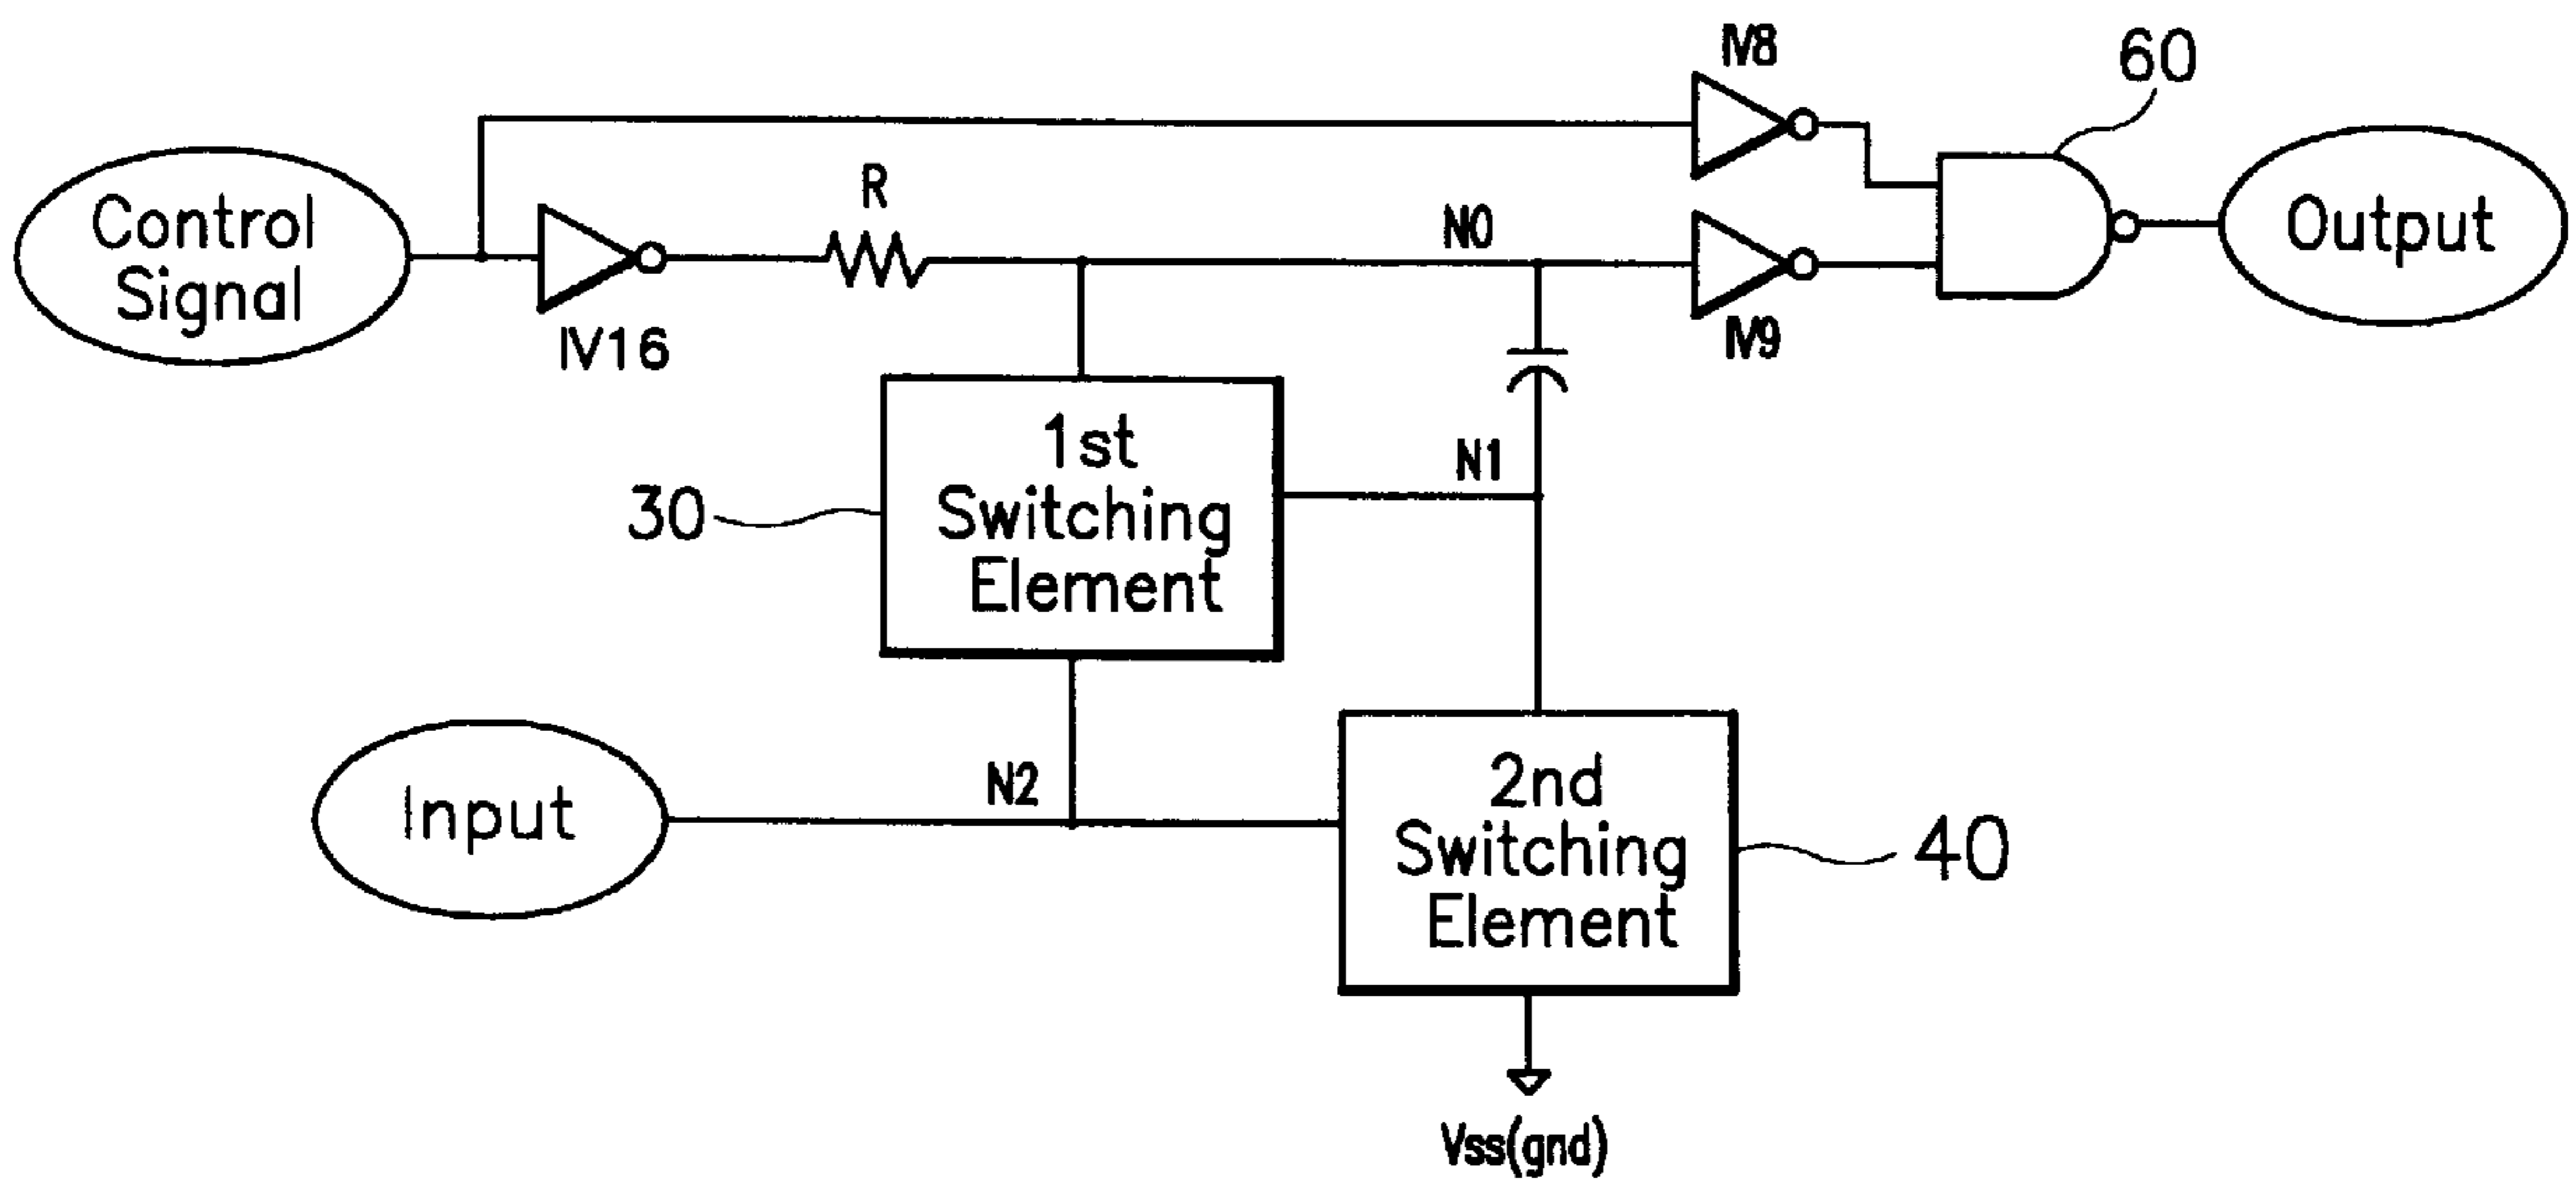 IV8
60
Control
Signal
R
N0
Output
IV16
IV9
1st
Switching
Element
N1
30
Input
N2
2nd
Switching
Element
40
Vss(gnd)